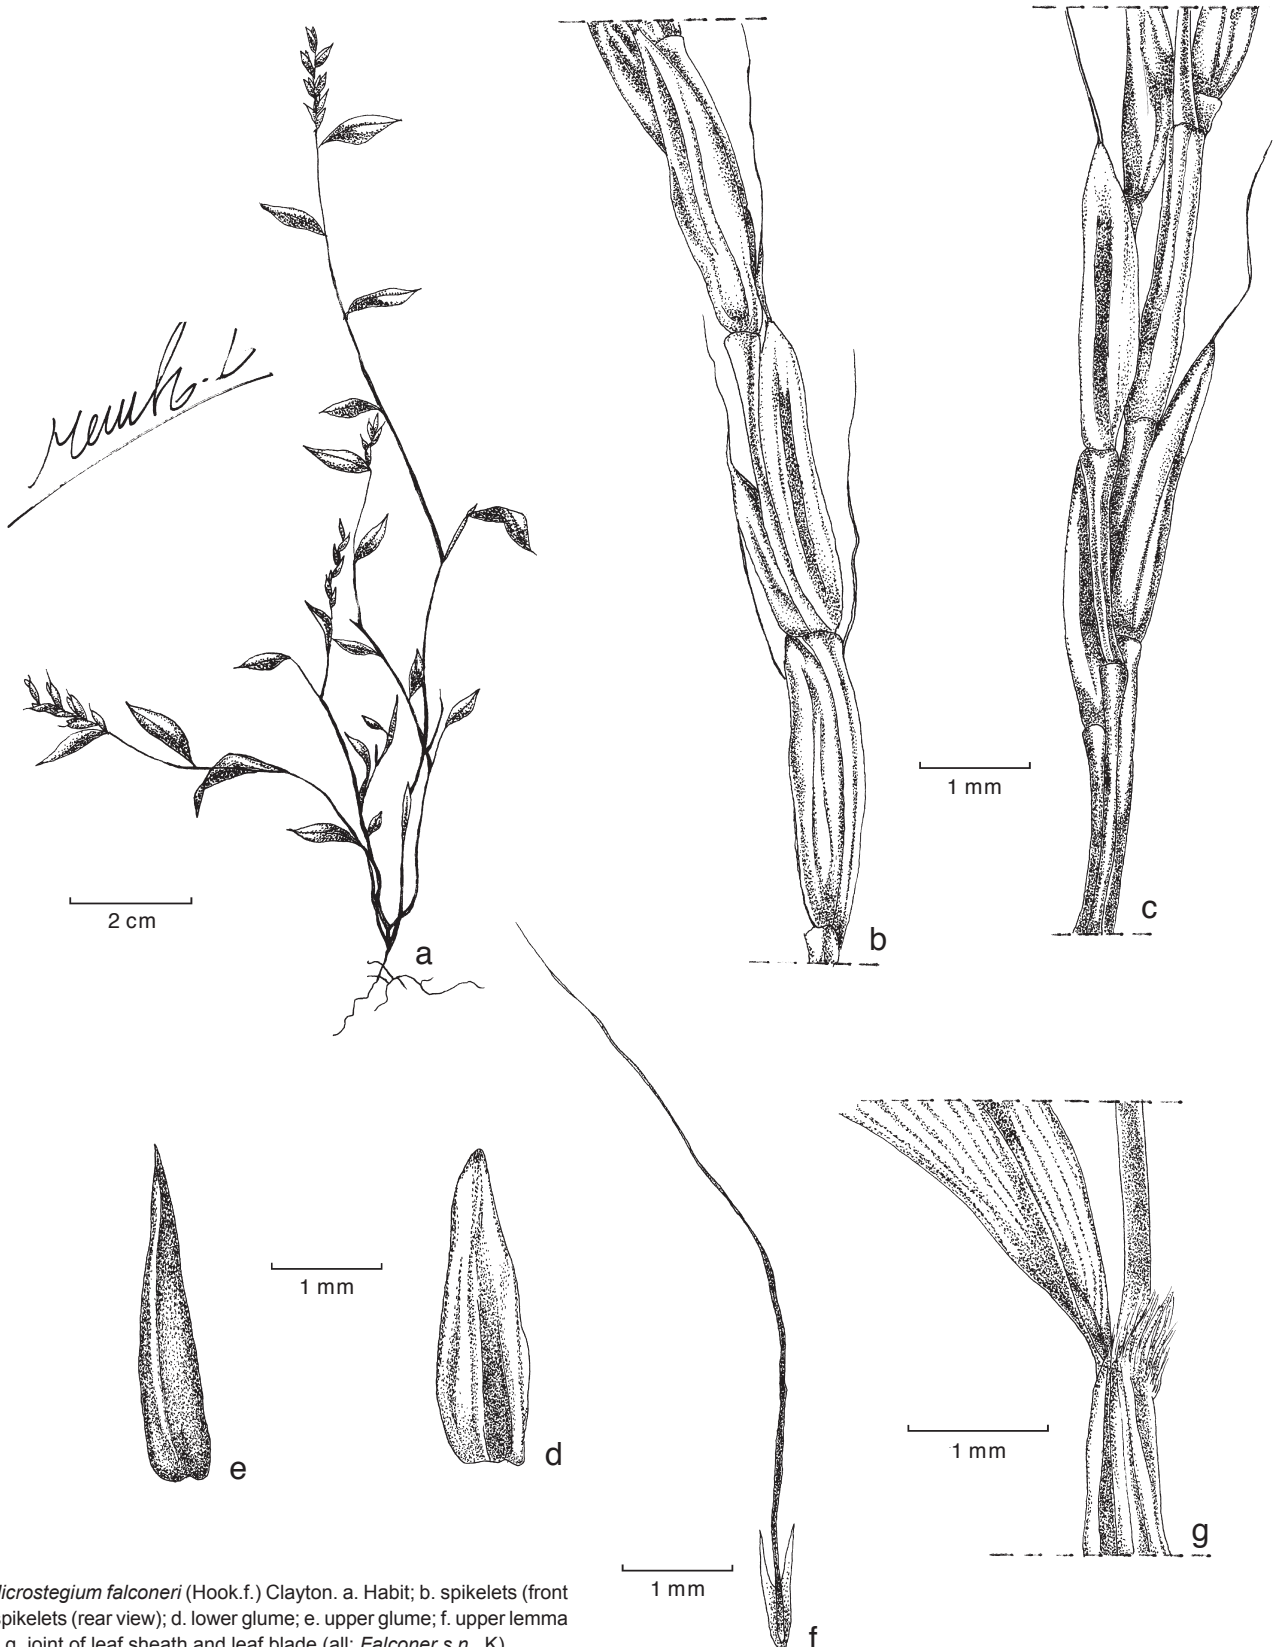 2 cm
a
b
1 mm
c
1 mm
e
d
1 mm
g
1 mm
f
icrostegium falconeri (Hook.f.) Clayton. a. Habit; b. spikelets (front
spikelets (rear view); d. lower glume; e. upper glume; f. upper lemma
g. joint of leaf sheath and leaf blade (all: Falconer s.n., K)